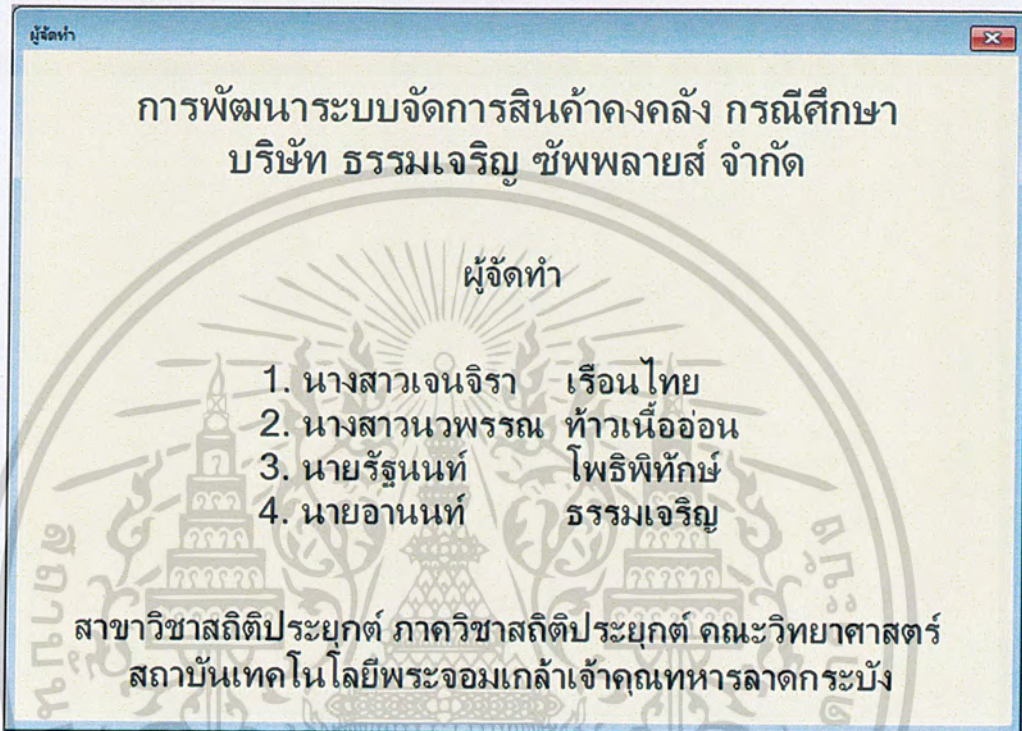 ผู้จัดทำ
การพัฒนาระบบจัดการสินค้าคงคลัง กรณีศึกษา
บริษัท ธรรมเจริญ ซัพพลายส์ จำกัด
ผู้จัดทำ
1. นางสาวเจนจิรา เรือนไทย
2. นางสาวนวพรรณ ท้าวเนื้ออ่อน
3. นายรัฐนนท์ โพธิพิทักษ์
4. นายอานนท์ ธรรมเจริญ
สาขาวิชาสถิติประยุกต์ ภาควิชาสถิติประยุกต์ คณะวิทยาศาสตร์
สถาบันเทคโนโลยีพระจอมเกล้าเจ้าคุณทหารลาดกระบัง